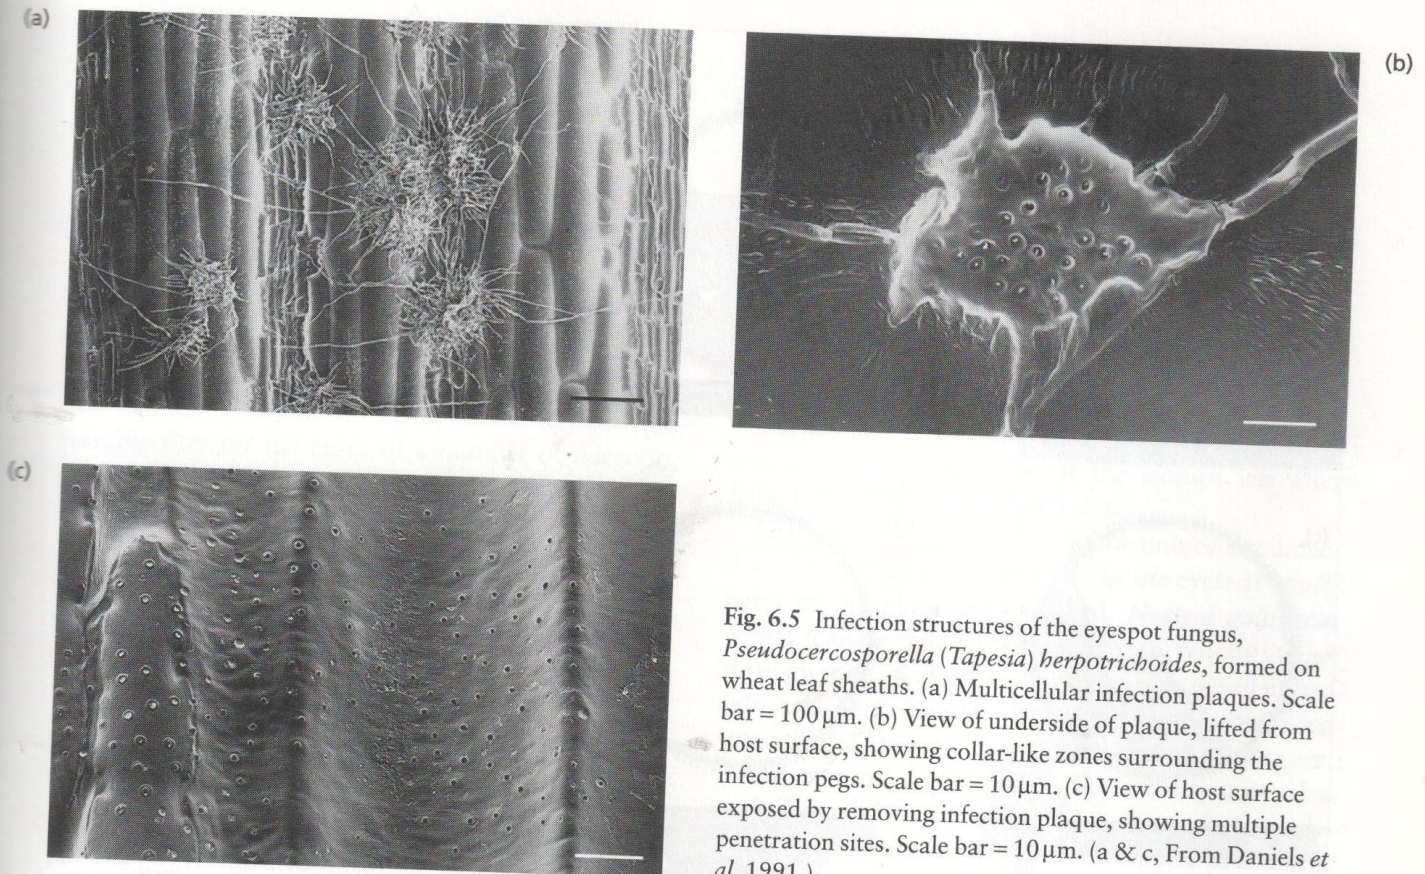 (a)
(b)
(c)
Fig. 6.5 Infection structures of the eyespot fungus,
Pseudocercosporella (Tapesia) herpotrichoides, formed on
wheat leaf sheaths. (a) Multicellular infection plaques. Scale
bar = 100 µm. (b) View of underside of plaque, lifted from
host surface, showing collar-like zones surrounding the
infection pegs. Scale bar = 10 µm. (c) View of host surface
exposed by removing infection plaque, showing multiple
penetration sites. Scale bar = 10 µm. (a & c, From Daniels et
al. 1991.)